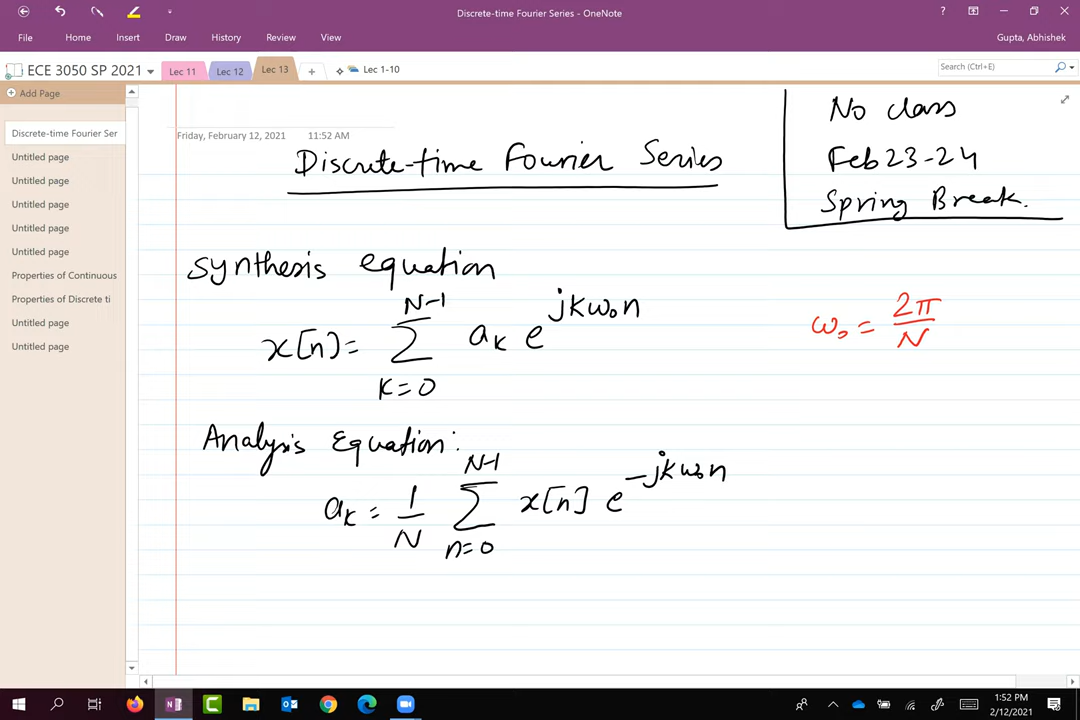 Discrete-time Fourier Series - OneNote
?
File Home Insert Draw History Review View
Gupta, Abhishek
ECE 3050 SP 2021
Lec 11 Lec 12 Lec 13 + Lec 1-10
Search (Ctrl+E)
Add Page
Discrete-time Fourier Ser
Untitled page
Untitled page
Untitled page
Untitled page
Untitled page
Properties of Continuous
Properties of Discrete ti
Untitled page
Untitled page
Friday, February 12, 2021 11:52 AM
Discrete-time Fourier Series
No class
Feb 23-24
Spring Break.
Synthesis equation
x[n] = ∑_{k=0}^{N-1} a_k e^{jkω₀n}
ω₀ = 2π/N
Analysis Equation:
a_k = 1/N ∑_{n=0}^{N-1} x[n] e^{-jkω₀n}
1:52 PM
2/12/2021